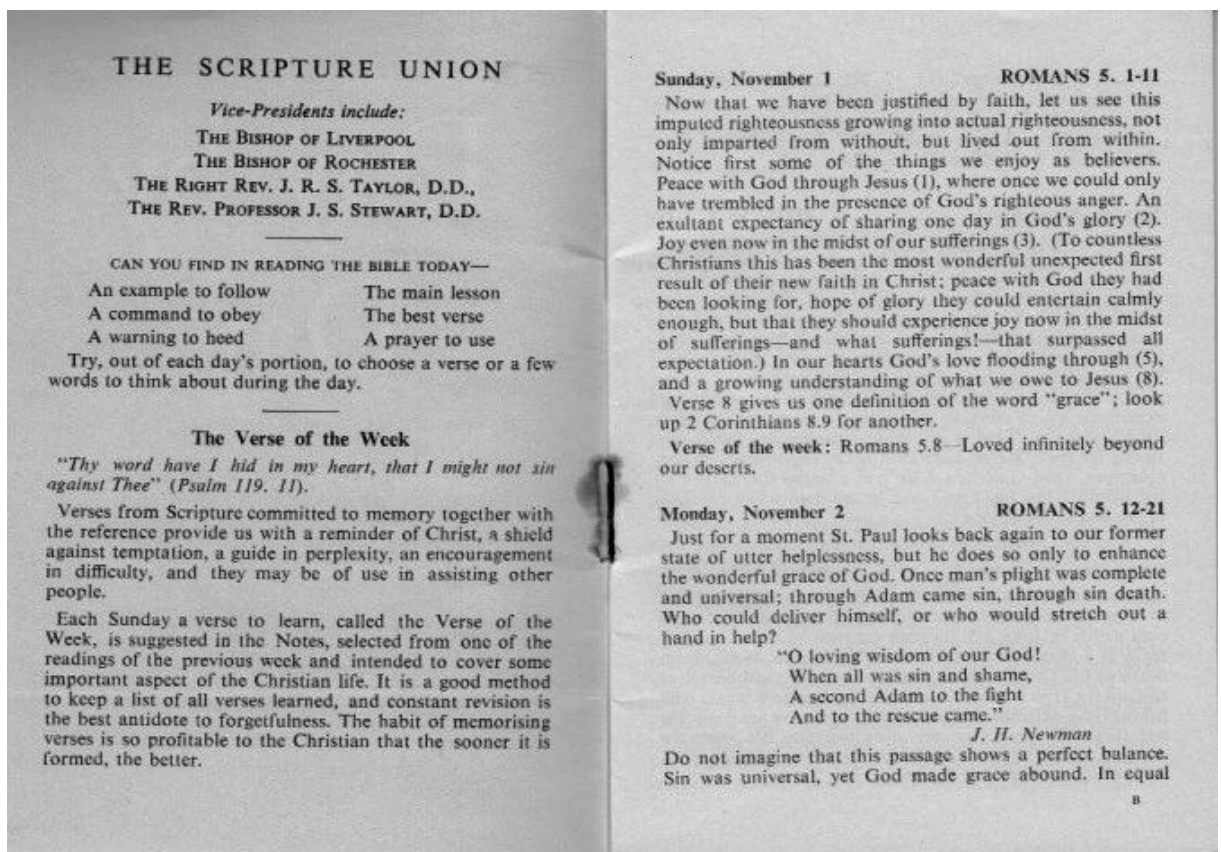 THE SCRIPTURE UNION
Vice-Presidents include:
THE BISHOP OF LIVERPOOL
THE BISHOP OF ROCHESTER
THE RIGHT REV. J. R. S. TAYLOR, D.D.,
THE REV. PROFESSOR J. S. STEWART, D.D.
CAN YOU FIND IN READING THE BIBLE TODAY—
An example to follow The main lesson
A command to obey The best verse
A warning to heed A prayer to use
Try, out of each day's portion, to choose a verse or a few
words to think about during the day.
The Verse of the Week
"Thy word have I hid in my heart, that I might not sin
against Thee" (Psalm 119. 11).
Verses from Scripture committed to memory together with
the reference provide us with a reminder of Christ, a shield
against temptation, a guide in perplexity, an encouragement
in difficulty, and they may be of use in assisting other
people.
Each Sunday a verse to learn, called the Verse of the
Week, is suggested in the Notes, selected from one of the
readings of the previous week and intended to cover some
important aspect of the Christian life. It is a good method
to keep a list of all verses learned, and constant revision is
the best antidote to forgetfulness. The habit of memorising
verses is so profitable to the Christian that the sooner it is
formed, the better.
Sunday, November 1 ROMANS 5. 1-11
Now that we have been justified by faith, let us see this
imputed righteousness growing into actual righteousness, not
only imparted from without, but lived out from within.
Notice first some of the things we enjoy as believers.
Peace with God through Jesus (1), where once we could only
have trembled in the presence of God's righteous anger. An
exultant expectancy of sharing one day in God's glory (2).
Joy even now in the midst of our sufferings (3). (To countless
Christians this has been the most wonderful unexpected first
result of their new faith in Christ; peace with God they had
been looking for, hope of glory they could entertain calmly
enough, but that they should experience joy now in the midst
of sufferings—and what sufferings!—that surpassed all
expectation.) In our hearts God's love flooding through (5),
and a growing understanding of what we owe to Jesus (8).
Verse 8 gives us one definition of the word "grace"; look
up 2 Corinthians 8.9 for another.
Verse of the week: Romans 5.8—Loved infinitely beyond
our deserts.
Monday, November 2 ROMANS 5. 12-21
Just for a moment St. Paul looks back again to our former
state of utter helplessness, but he does so only to enhance
the wonderful grace of God. Once man's plight was complete
and universal; through Adam came sin, through sin death.
Who could deliver himself, or who would stretch out a
hand in help?
"O loving wisdom of our God!
When all was sin and shame,
A second Adam to the fight
And to the rescue came."
J. H. Newman
Do not imagine that this passage shows a perfect balance.
Sin was universal, yet God made grace abound. In equal
B